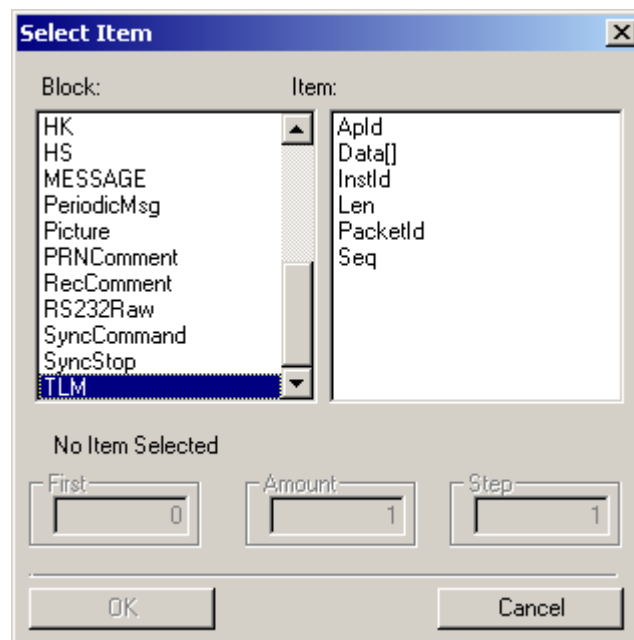 Select Item
Block: Item:
HK
HS
MESSAGE
PeriodicMsg
Picture
PRNComment
RecComment
RS232Raw
SyncCommand
SyncStop
TLM
ApId
Data[]
InstId
Len
PacketId
Seq
No Item Selected
First Amount Step
0 1 1
OK Cancel